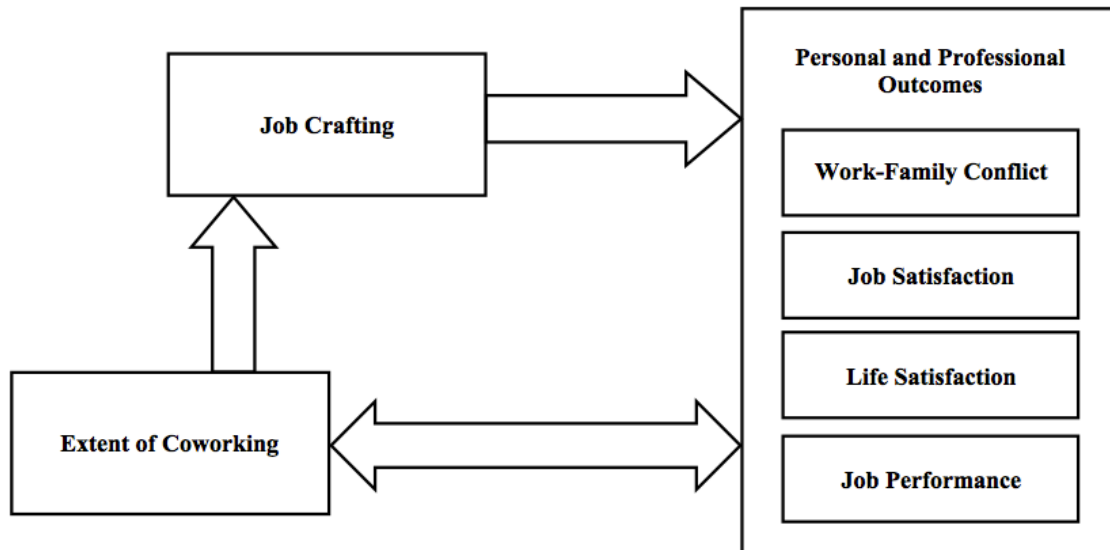 Personal and Professional
Outcomes
Job Crafting
Work-Family Conflict
Job Satisfaction
Life Satisfaction
Extent of Coworking
Job Performance